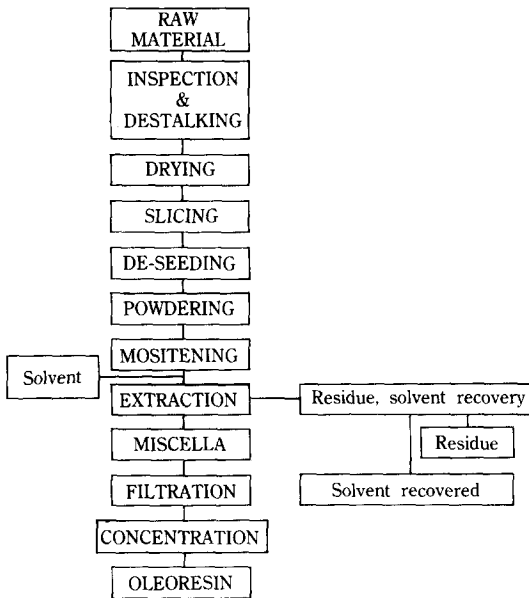 RAW
MATERIAL
INSPECTION
&
DESTALKING
DRYING
SLICING
DE-SEEDING
POWDERING
MOSITENING
Solvent
EXTRACTION
Residue, solvent recovery
MISCELLA
Residue
FILTRATION
Solvent recovered
CONCENTRATION
OLEORESIN